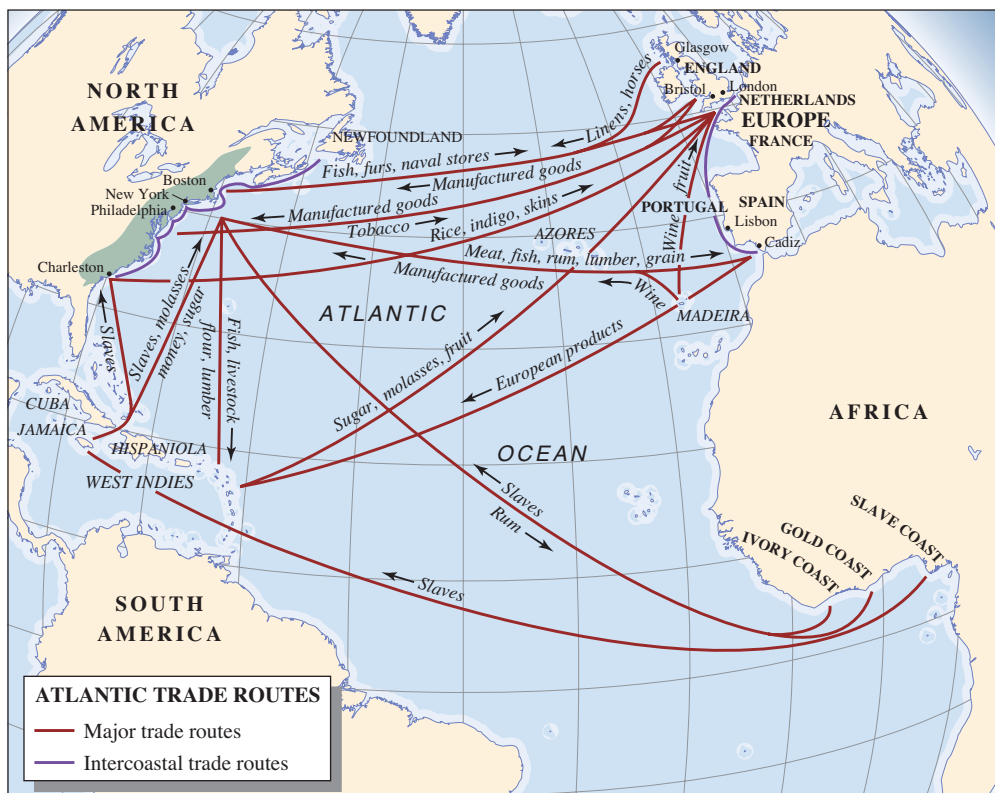 Glasgow
ENGLAND
London
Bristol
NETHERLANDS
EUROPE
FRANCE
NORTH
AMERICA
NEWFOUNDLAND
Linens, horses
Fish, furs, naval stores
Manufactured goods
Boston
New York
Philadelphia
Manufactured goods
Tobacco
Rice, indigo, skins
Wine
fruit
PORTUGAL
SPAIN
Lisbon
Cadiz
AZORES
Meat, fish, rum, lumber, grain
Manufactured goods
Wine
MADEIRA
Charleston
ATLANTIC
Slaves
Slaves, molasses
money, sugar
Fish, livestock
flour, lumber
Sugar, molasses, fruit
European products
CUBA
JAMAICA
HISPANIOLA
WEST INDIES
AFRICA
OCEAN
Slaves
Rum
SLAVE COAST
GOLD COAST
IVORY COAST
Slaves
SOUTH
AMERICA
ATLANTIC TRADE ROUTES
Major trade routes
Intercoastal trade routes